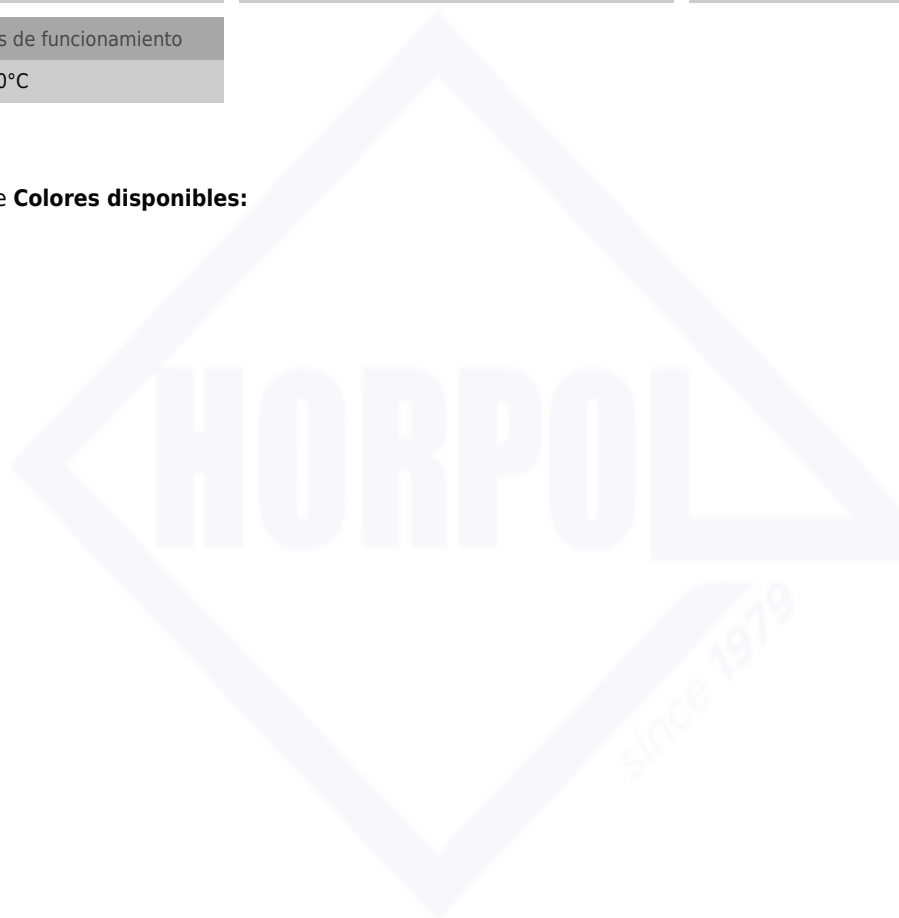 s de funcionamiento
0°C
e Colores disponibles:
HORPOL
since 1979